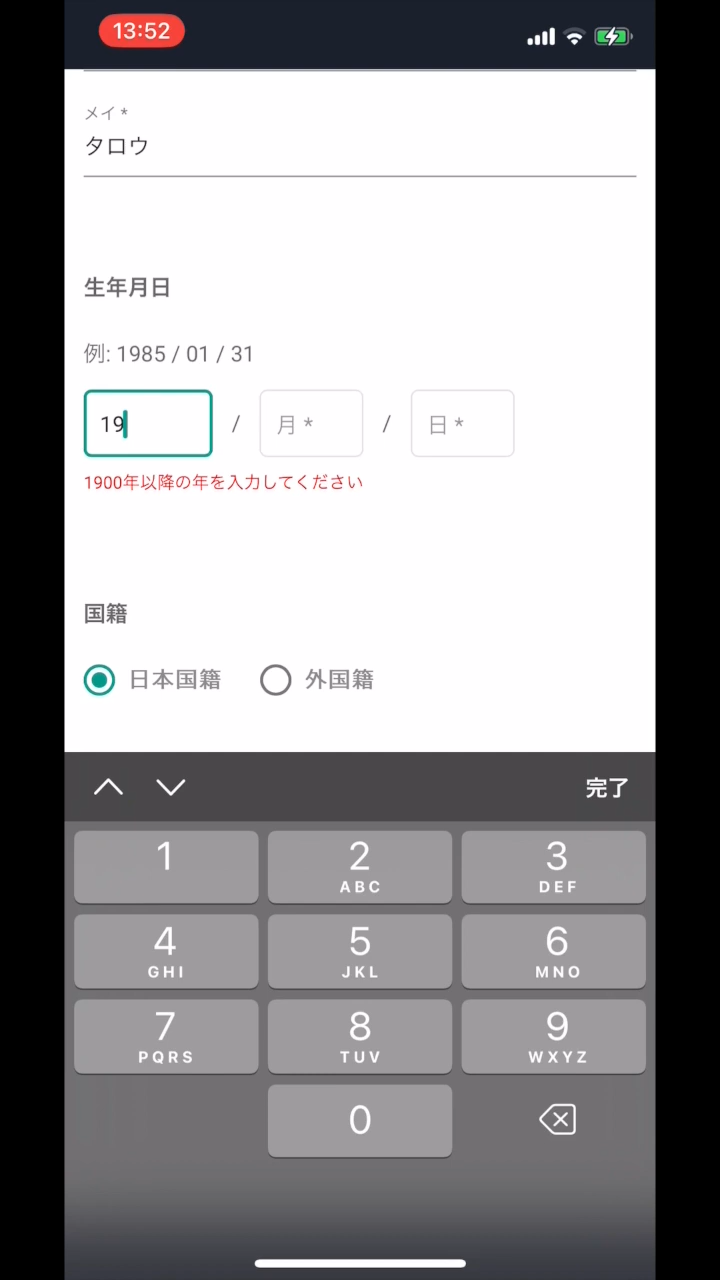 13:52
メイ *
タロウ
生年月日
例: 1985 / 01 / 31
19 / 月 * / 日 *
1900年以降の年を入力してください
国籍
日本国籍 外国籍
完了
1 2 3
ABC DEF
4 5 6
GHI JKL MNO
7 8 9
PQRS TUV WXYZ
0